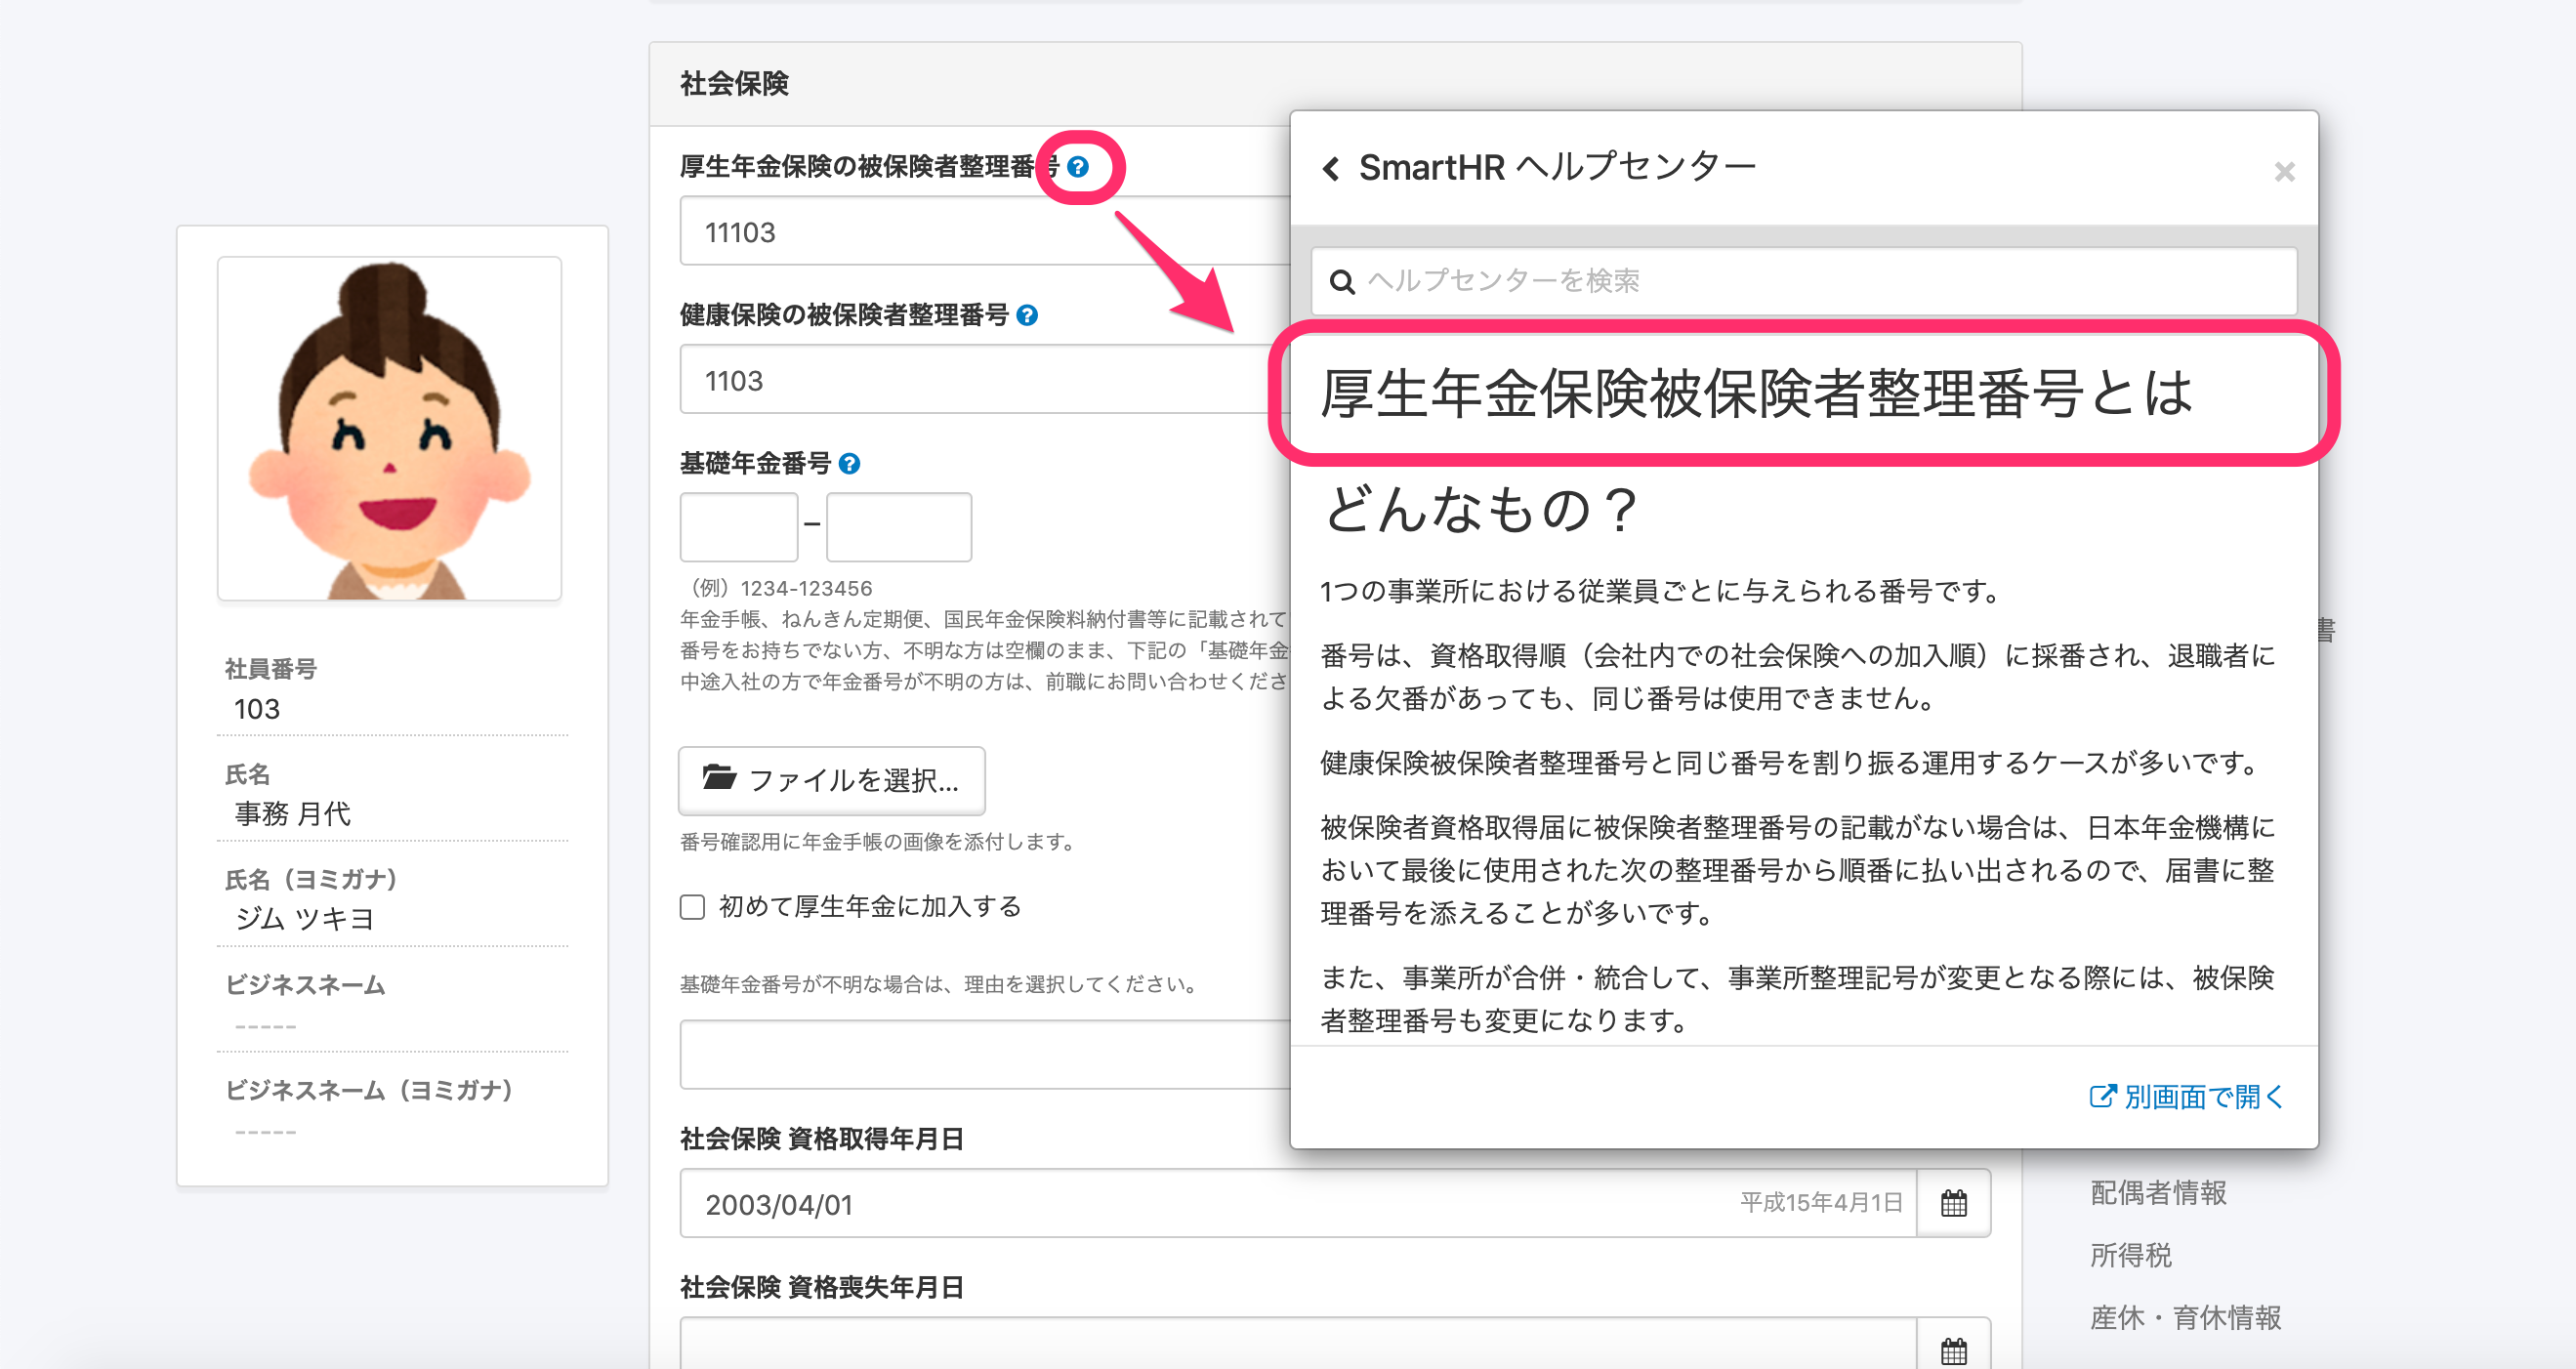 社会保険
厚生年金保険の被保険者整理番号
11103
健康保険の被保険者整理番号
1103
基礎年金番号
–
（例）1234-123456
年金手帳、ねんきん定期便、国民年金保険料納付書等に記載されて
番号をお持ちでない方、不明な方は空欄のまま、下記の「基礎年金
中途入社の方で年金番号が不明の方は、前職にお問い合わせくださ
ファイルを選択...
番号確認用に年金手帳の画像を添付します。
初めて厚生年金に加入する
基礎年金番号が不明な場合は、理由を選択してください。
社会保険 資格取得年月日
2003/04/01
平成15年4月1日
社会保険 資格喪失年月日
社員番号
103
氏名
事務 月代
氏名（ヨミガナ）
ジム ツキヨ
ビジネスネーム
-----
ビジネスネーム（ヨミガナ）
-----
SmartHR ヘルプセンター
×
ヘルプセンターを検索
厚生年金保険被保険者整理番号とは
どんなもの？
1つの事業所における従業員ごとに与えられる番号です。
番号は、資格取得順（会社内での社会保険への加入順）に採番され、退職者に
よる欠番があっても、同じ番号は使用できません。
健康保険被保険者整理番号と同じ番号を割り振る運用するケースが多いです。
被保険者資格取得届に被保険者整理番号の記載がない場合は、日本年金機構に
おいて最後に使用された次の整理番号から順番に払い出されるので、届書に整
理番号を添えることが多いです。
また、事業所が合併・統合して、事業所整理記号が変更となる際には、被保険
者整理番号も変更になります。
別画面で開く
書
配偶者情報
所得税
産休・育休情報